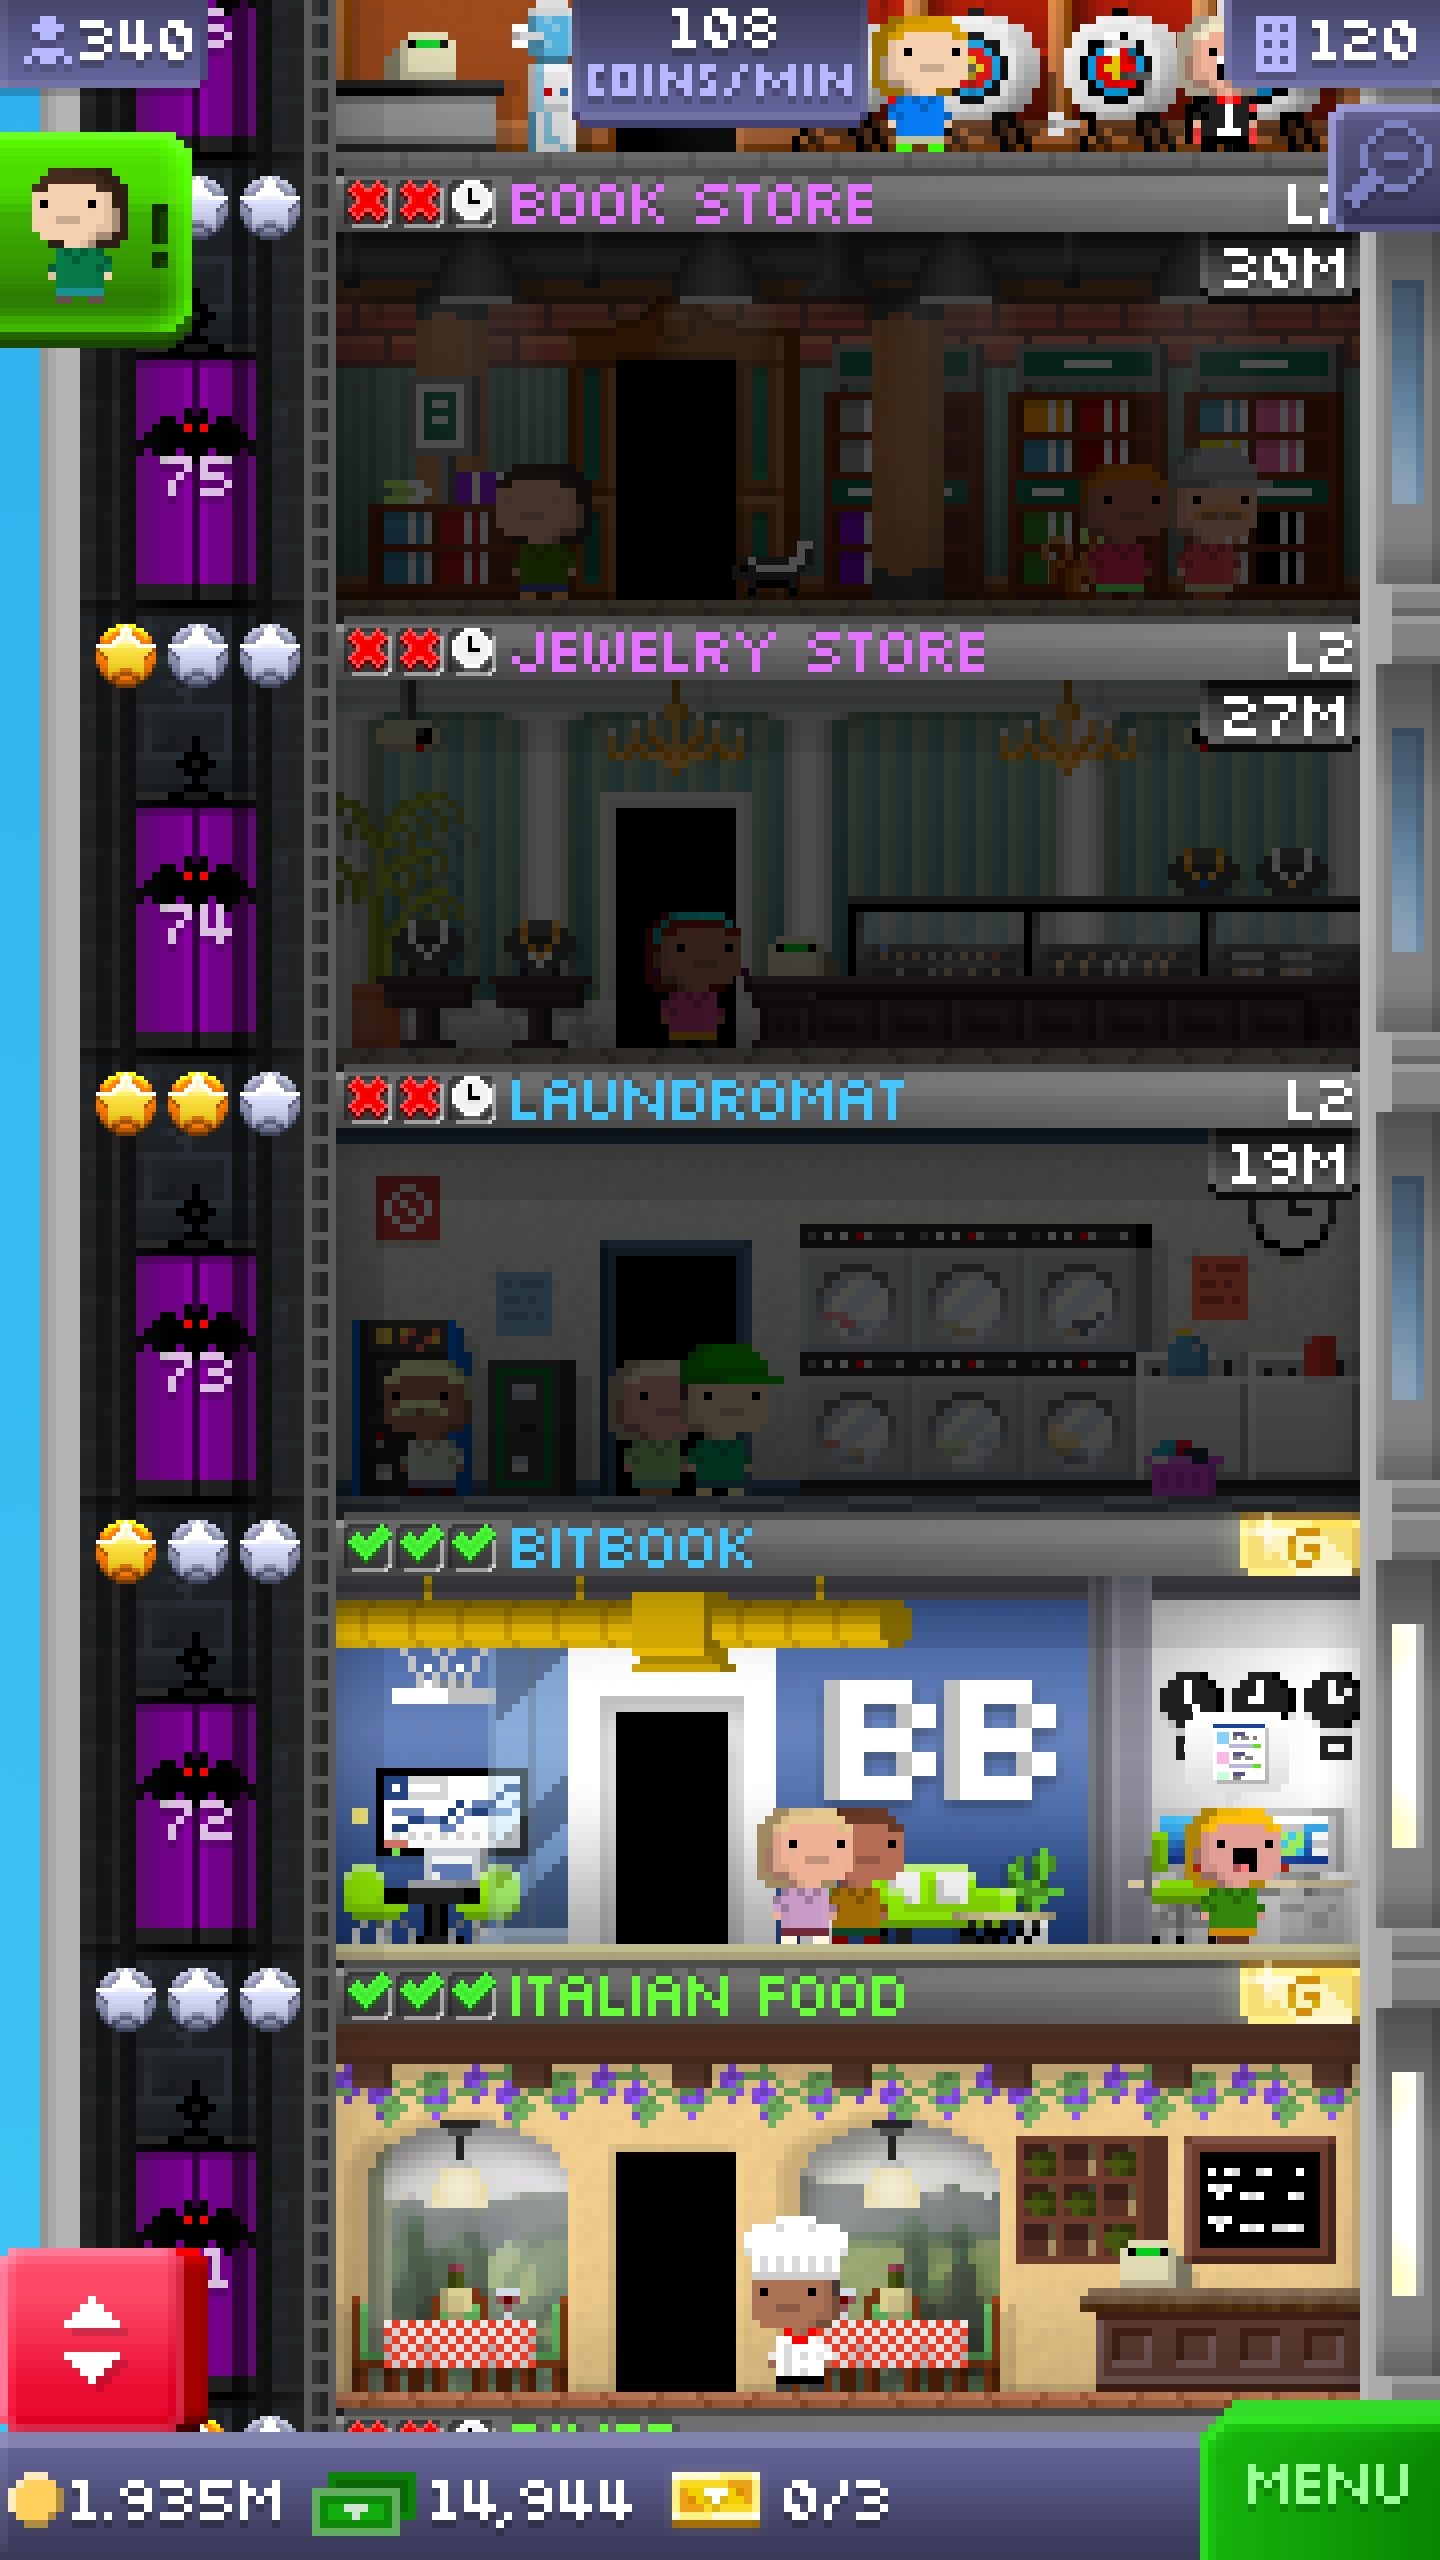 340
108
COINS/MIN
120
1
BOOK STORE
30M
75
JEWELRY STORE L2
27M
74
LAUNDROMAT L2
19M
73
BITBOOK G
BB
72
ITALIAN FOOD G
1.935M 14,944 0/3
MENU